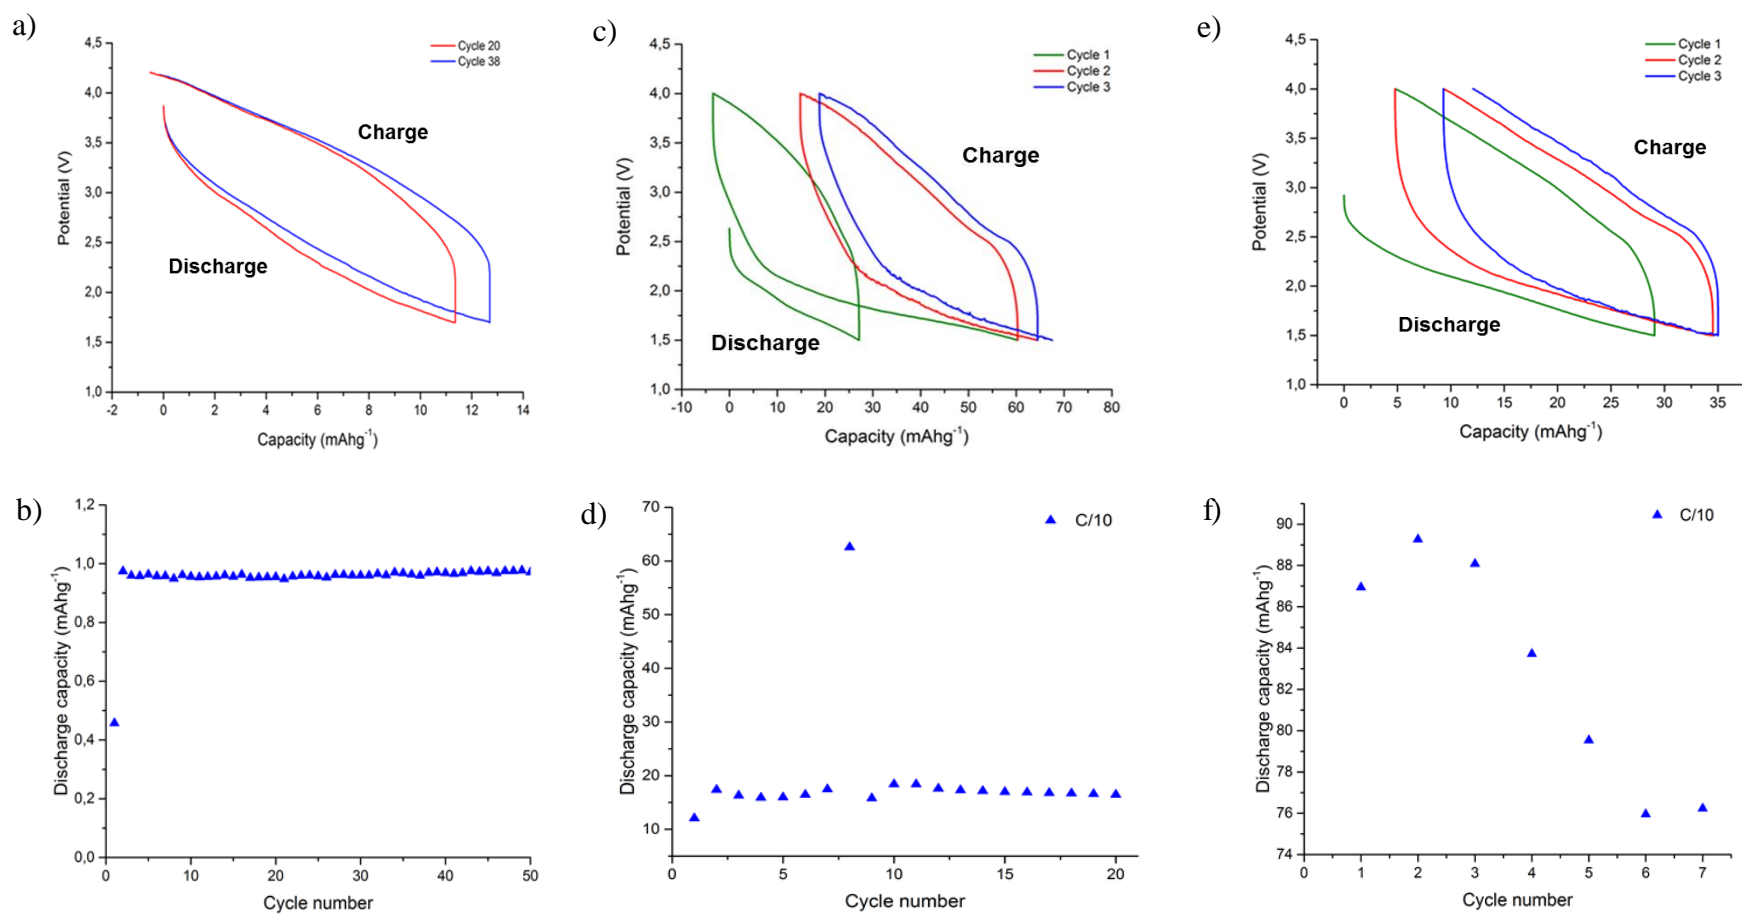 a)
4,5
4,0
3,5
3,0
2,5
2,0
1,5
1,0
Potential (V)
Cycle 20
Cycle 38
Charge
Discharge
-2 0 2 4 6 8 10 12 14
Capacity (mAhg-1)
c)
4,5
4,0
3,5
3,0
2,5
2,0
1,5
1,0
Potential (V)
Cycle 1
Cycle 2
Cycle 3
Charge
Discharge
-10 0 10 20 30 40 50 60 70 80
Capacity (mAhg-1)
e)
4,5
4,0
3,5
3,0
2,5
2,0
1,5
1,0
Potential (V)
Cycle 1
Cycle 2
Cycle 3
Charge
Discharge
0 5 10 15 20 25 30 35
Capacity (mAhg-1)
b)
1,2
1,0
0,8
0,6
0,4
0,2
0,0
Discharge capacity (mAhg-1)
0 10 20 30 40 50
Cycle number
d)
70
60
50
40
30
20
10
Discharge capacity (mAhg-1)
C/10
0 5 10 15 20
Cycle number
f)
90
88
86
84
82
80
78
76
74
Discharge capacity (mAhg-1)
C/10
0 1 2 3 4 5 6 7
Cycle number